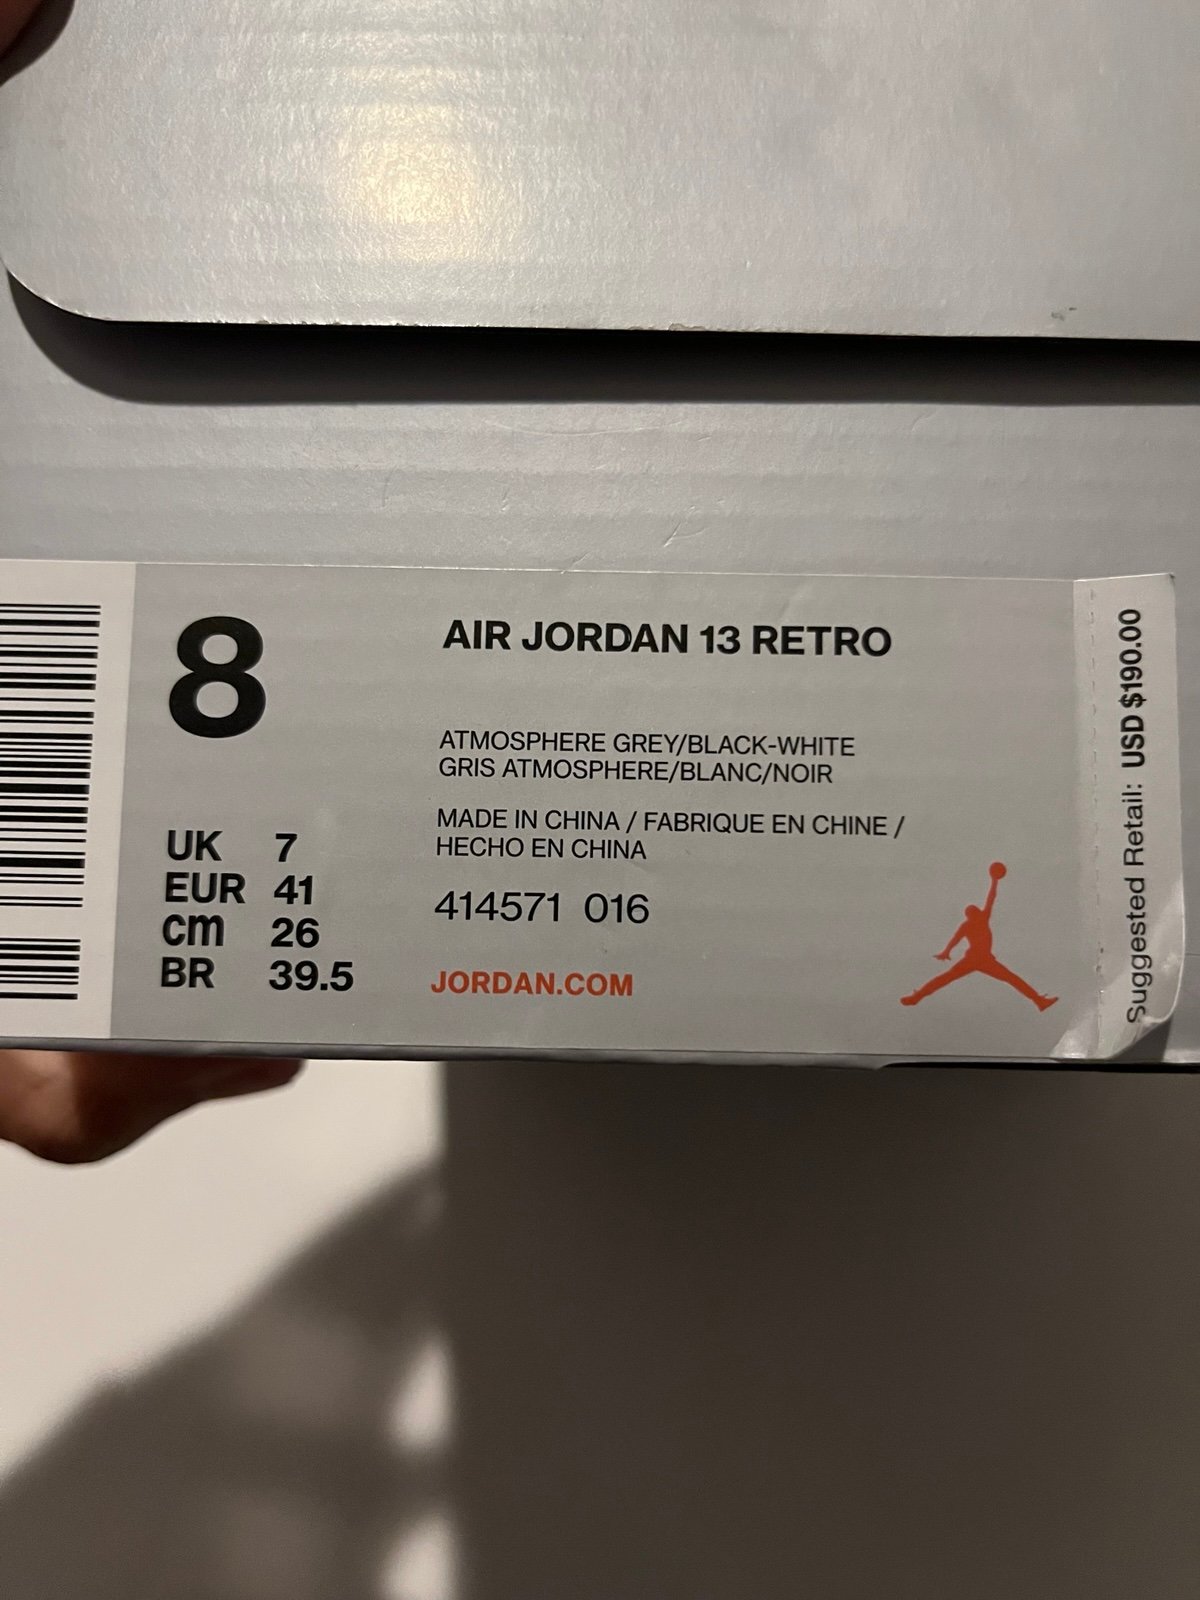 8
UK 7
EUR 41
cm 26
BR 39.5
AIR JORDAN 13 RETRO
ATMOSPHERE GREY/BLACK-WHITE
GRIS ATMOSPHERE/BLANC/NOIR
MADE IN CHINA / FABRIQUE EN CHINE /
HECHO EN CHINA
414571 016
JORDAN.COM
Suggested Retail: USD $190.00